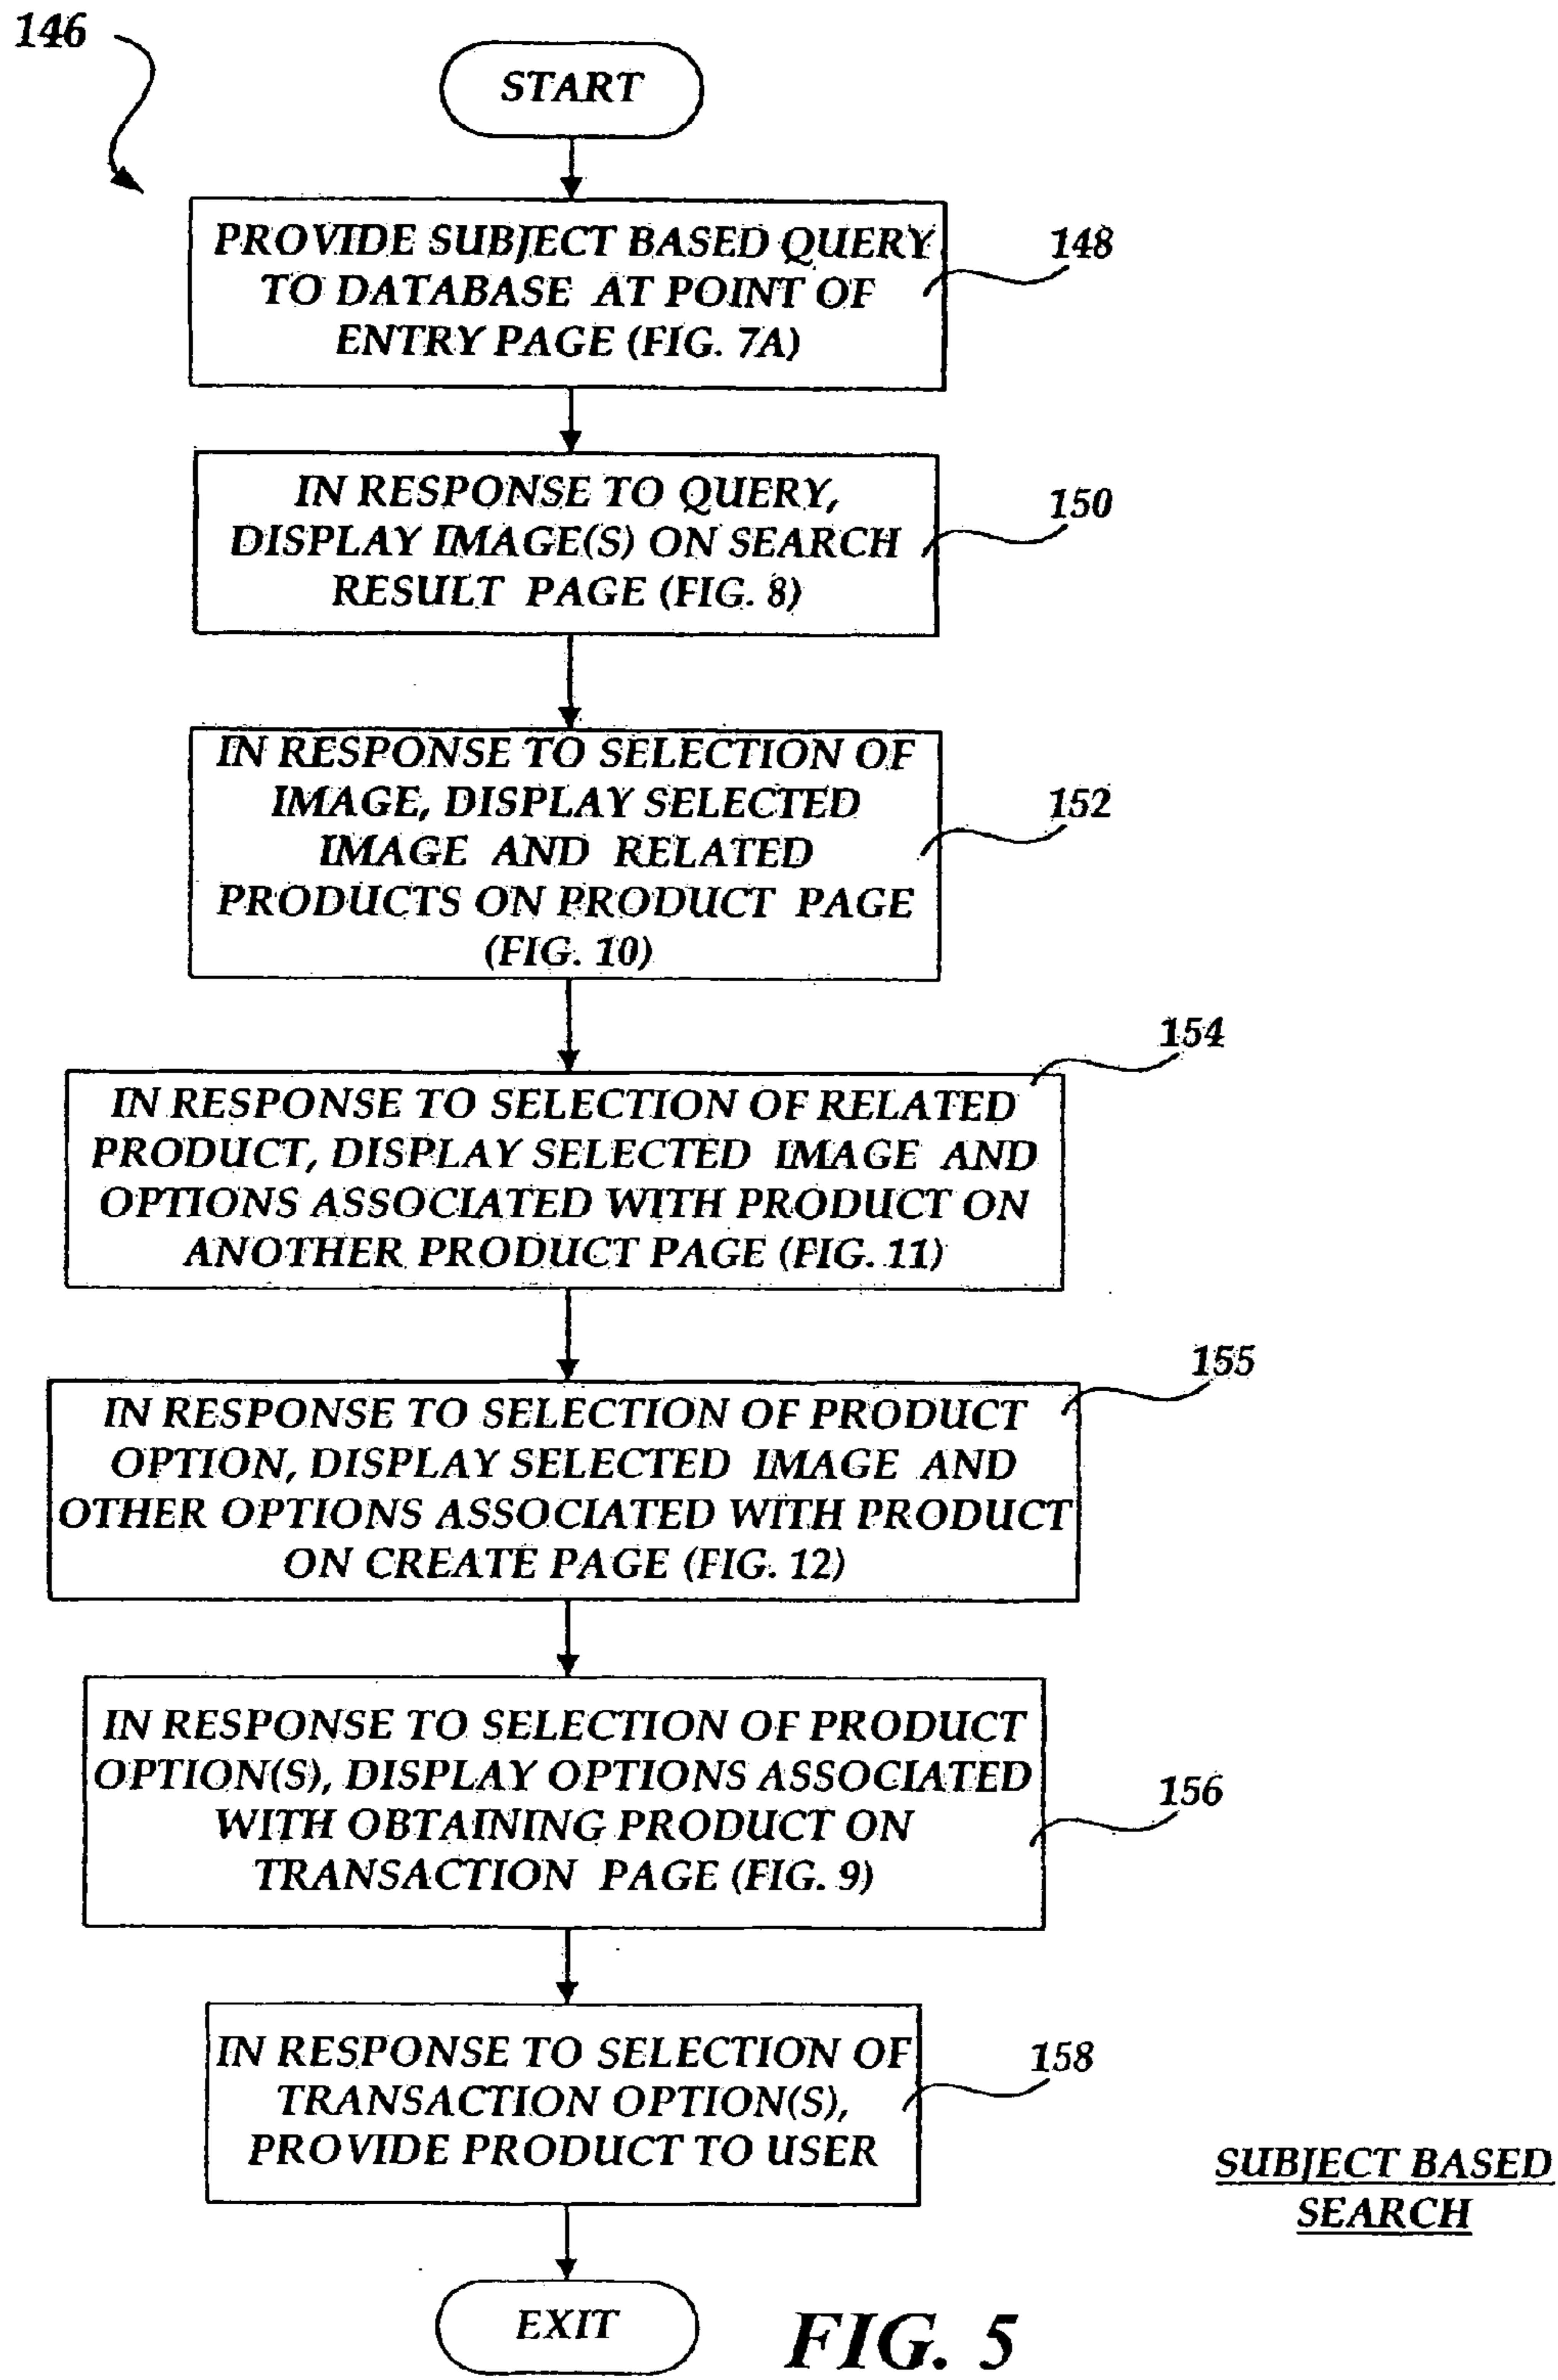 146
START
PROVIDE SUBJECT BASED QUERY
TO DATABASE AT POINT OF
ENTRY PAGE (FIG. 7A)
148
IN RESPONSE TO QUERY,
DISPLAY IMAGE(S) ON SEARCH
RESULT PAGE (FIG. 8)
150
IN RESPONSE TO SELECTION OF
IMAGE, DISPLAY SELECTED
IMAGE AND RELATED
PRODUCTS ON PRODUCT PAGE
(FIG. 10)
152
154
IN RESPONSE TO SELECTION OF RELATED
PRODUCT, DISPLAY SELECTED IMAGE AND
OPTIONS ASSOCIATED WITH PRODUCT ON
ANOTHER PRODUCT PAGE (FIG. 11)
155
IN RESPONSE TO SELECTION OF PRODUCT
OPTION, DISPLAY SELECTED IMAGE AND
OTHER OPTIONS ASSOCIATED WITH PRODUCT
ON CREATE PAGE (FIG. 12)
IN RESPONSE TO SELECTION OF PRODUCT
OPTION(S), DISPLAY OPTIONS ASSOCIATED
WITH OBTAINING PRODUCT ON
TRANSACTION PAGE (FIG. 9)
156
IN RESPONSE TO SELECTION OF
TRANSACTION OPTION(S),
PROVIDE PRODUCT TO USER
158
SUBJECT BASED
SEARCH
EXIT
FIG. 5